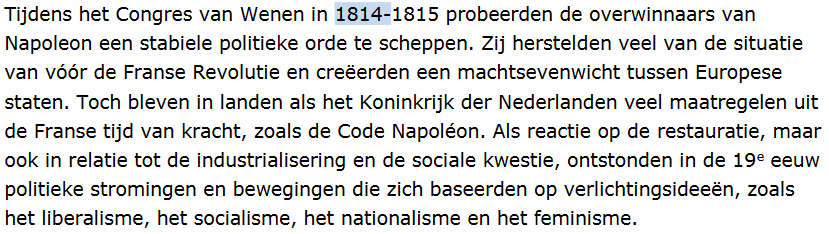 Tijdens het Congres van Wenen in 1814-1815 probeerden de overwinnaars van
Napoleon een stabiele politieke orde te scheppen. Zij herstelden veel van de situatie
van vóór de Franse Revolutie en creëerden een machtsevenwicht tussen Europese
staten. Toch bleven in landen als het Koninkrijk der Nederlanden veel maatregelen uit
de Franse tijd van kracht, zoals de Code Napoléon. Als reactie op de restauratie, maar
ook in relatie tot de industrialisering en de sociale kwestie, ontstonden in de 19ᵉ eeuw
politieke stromingen en bewegingen die zich baseerden op verlichtingsideeën, zoals
het liberalisme, het socialisme, het nationalisme en het feminisme.